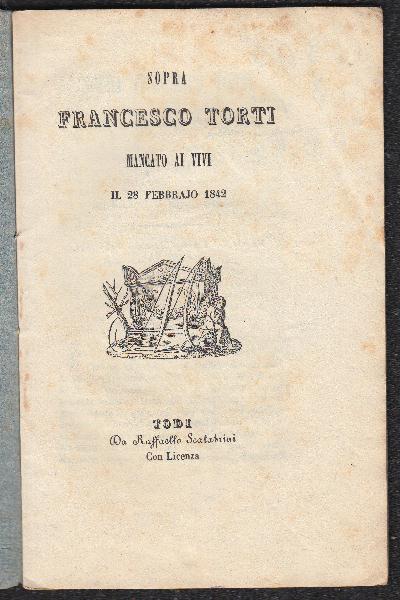 SOPRA
FRANCESCO TORTI
MANCATO AI VIVI
IL 28 FEBBRAJO 1842
TODI
Da Raffaello Scalabrini
Con Licenza